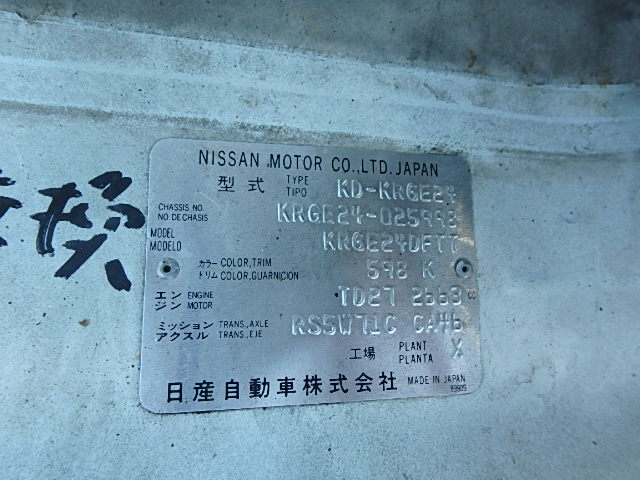 NISSAN MOTOR CO.,LTD. JAPAN
型式 TYPE TIPO KD-KRGE24
CHASSIS NO. NO. DE CHASIS KRGE24-025993
MODEL MODELO KRGE24DFTT
カラー COLOR,TRIM トリム COLOR,GUARNICION 598 K
エンジン ENGINE MOTOR TD27 2663 CC
ミッション TRANS.,AXLE アクスル TRANS.,EJE RS5W71C CA46
工場 PLANT PLANTA X
日産自動車株式会社 MADE IN JAPAN
損